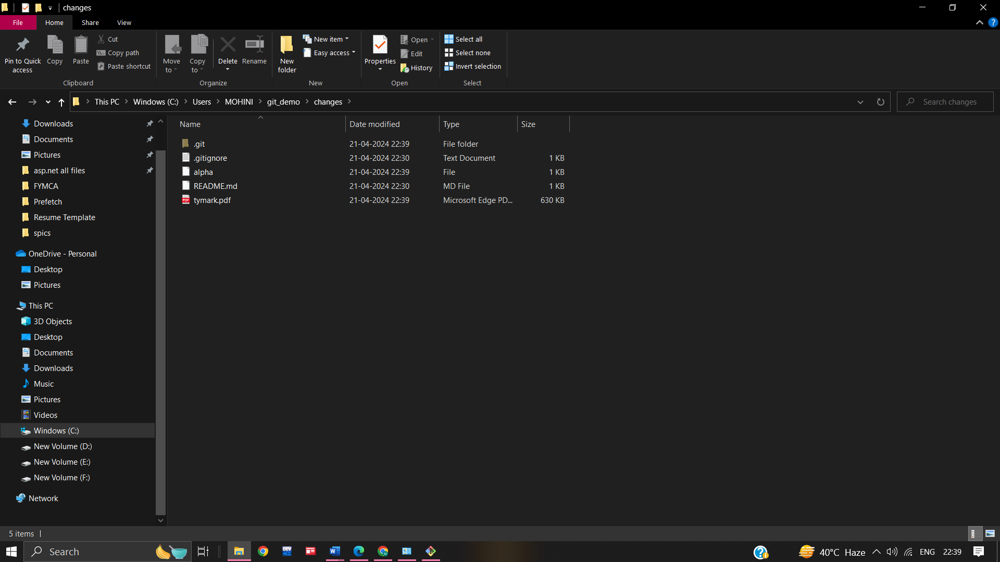 changes
File Home Share View
Pin to Quick access
Copy
Paste
Cut
Copy path
Paste shortcut
Clipboard
Move to
Copy to
Delete
Rename
Organize
New folder
New item
Easy access
New
Properties
Open
Edit
History
Open
Select all
Select none
Invert selection
Select
This PC > Windows (C:) > Users > MOHINI > git_demo > changes >
Search changes
Downloads
Documents
Pictures
asp.net all files
FYMCA
Prefetch
Resume Template
spics
OneDrive - Personal
Desktop
Pictures
This PC
3D Objects
Desktop
Documents
Downloads
Music
Pictures
Videos
Windows (C:)
New Volume (D:)
New Volume (E:)
New Volume (F:)
Network
Name Date modified Type Size
.git 21-04-2024 22:39 File folder
.gitignore 21-04-2024 22:30 Text Document 1 KB
alpha 21-04-2024 22:39 File 1 KB
README.md 21-04-2024 22:30 MD File 1 KB
tymark.pdf 21-04-2024 22:39 Microsoft Edge PD... 630 KB
5 items
Search
DEV
40°C Haze ENG 22:39